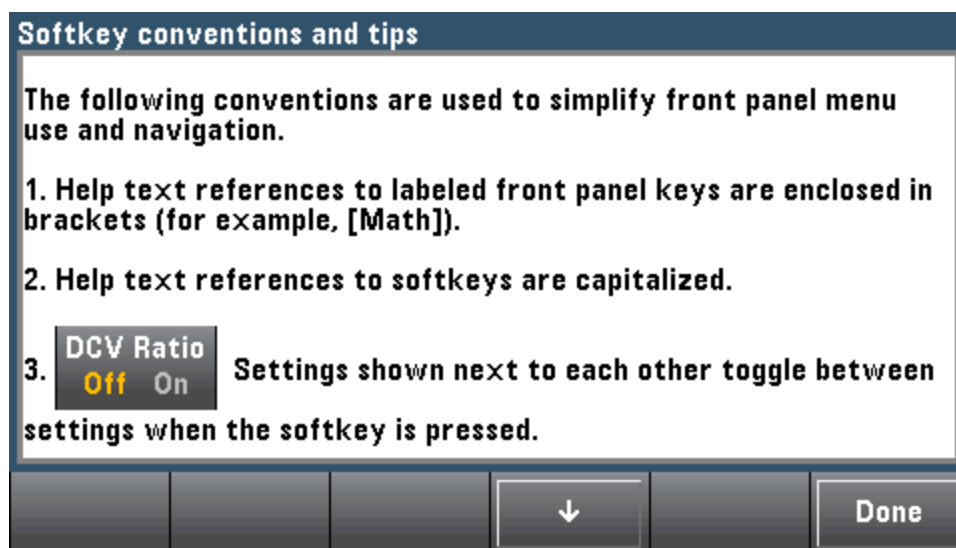 Softkey conventions and tips
The following conventions are used to simplify front panel menu
use and navigation.
1. Help text references to labeled front panel keys are enclosed in
brackets (for example, [Math]).
2. Help text references to softkeys are capitalized.
DCV Ratio
3. Off On Settings shown next to each other toggle between
settings when the softkey is pressed.
↓ Done